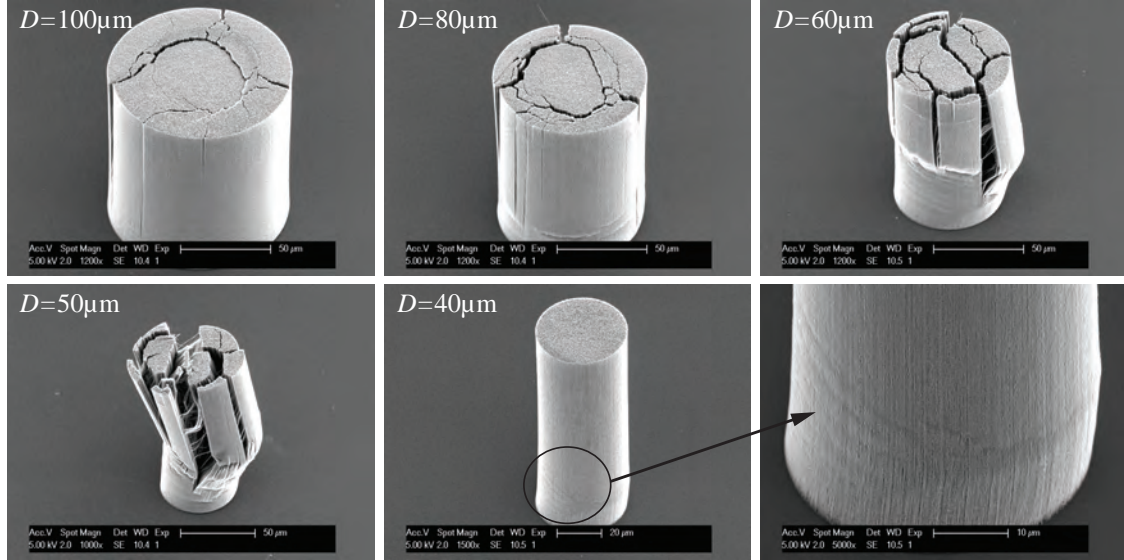 D=100µm
Acc.V Spot Magn Det WD Exp 50 µm
5.00 kV 2.0 1200x SE 10.4 1
D=80µm
Acc.V Spot Magn Det WD Exp 50 µm
5.00 kV 2.0 1200x SE 10.4 1
D=60µm
Acc.V Spot Magn Det WD Exp 50 µm
5.00 kV 2.0 1200x SE 10.5 1
D=50µm
Acc.V Spot Magn Det WD Exp 50 µm
5.00 kV 2.0 1000x SE 10.4 1
D=40µm
Acc.V Spot Magn Det WD Exp 20 µm
5.00 kV 2.0 1500x SE 10.5 1
Acc.V Spot Magn Det WD Exp 10 µm
5.00 kV 2.0 5000x SE 10.5 1